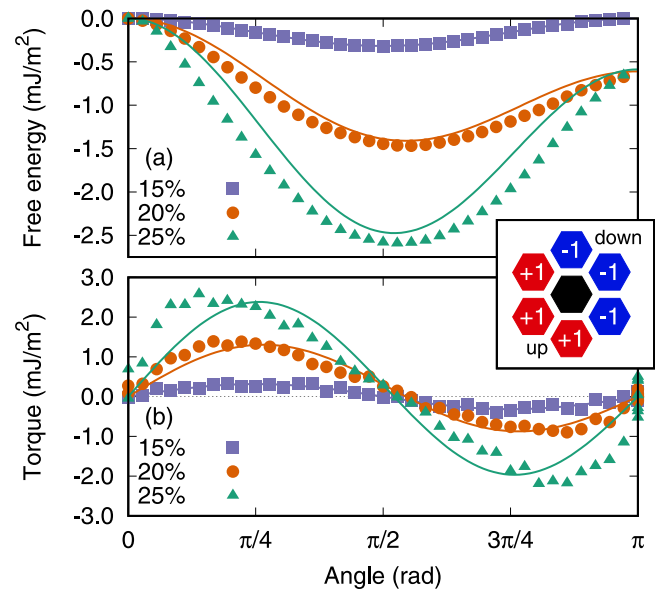 0.0
-0.5
-1.0
-1.5
-2.0
-2.5
Free energy (mJ/m²)
(a)
15%
20%
25%
-1 down
+1 -1
+1 -1
up +1
3.0
2.0
1.0
0.0
-1.0
-2.0
-3.0
Torque (mJ/m²)
(b)
15%
20%
25%
0 π/4 π/2 3π/4 π
Angle (rad)